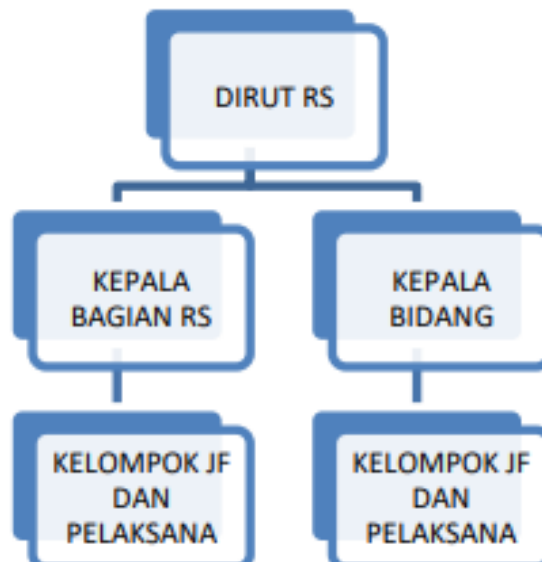 DIRUT RS
KEPALA
BAGIAN RS
KEPALA
BIDANG
KELOMPOK JF
DAN
PELAKSANA
KELOMPOK JF
DAN
PELAKSANA